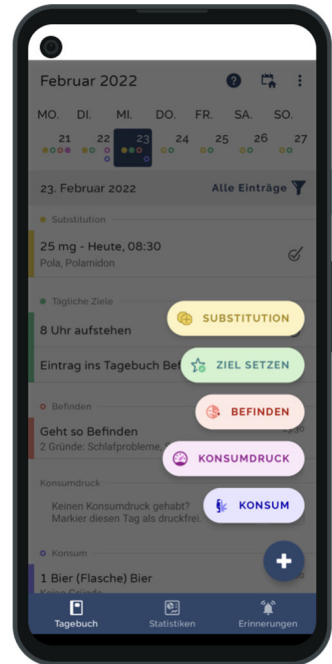 Februar 2022
MO. DI. MI. DO. FR. SA. SO.
21 22 23 24 25 26 27
23. Februar 2022 Alle Einträge
Substitution
25 mg - Heute, 08:30
Pola, Polamidon
SUBSTITUTION
Tägliche Ziele
8 Uhr aufstehen
ZIEL SETZEN
Eintrag ins Tagebuch Bef
Befinden
BEFINDEN
Geht so Befinden
2 Gründe: Schlafprobleme,
KONSUMDRUCK
Konsumdruck
Keinen Konsumdruck gehabt?
Markier diesen Tag als druckfrei.
KONSUM
Konsum
1 Bier (Flasche) Bier
Keine Gründe
Tagebuch Statistiken Erinnerungen